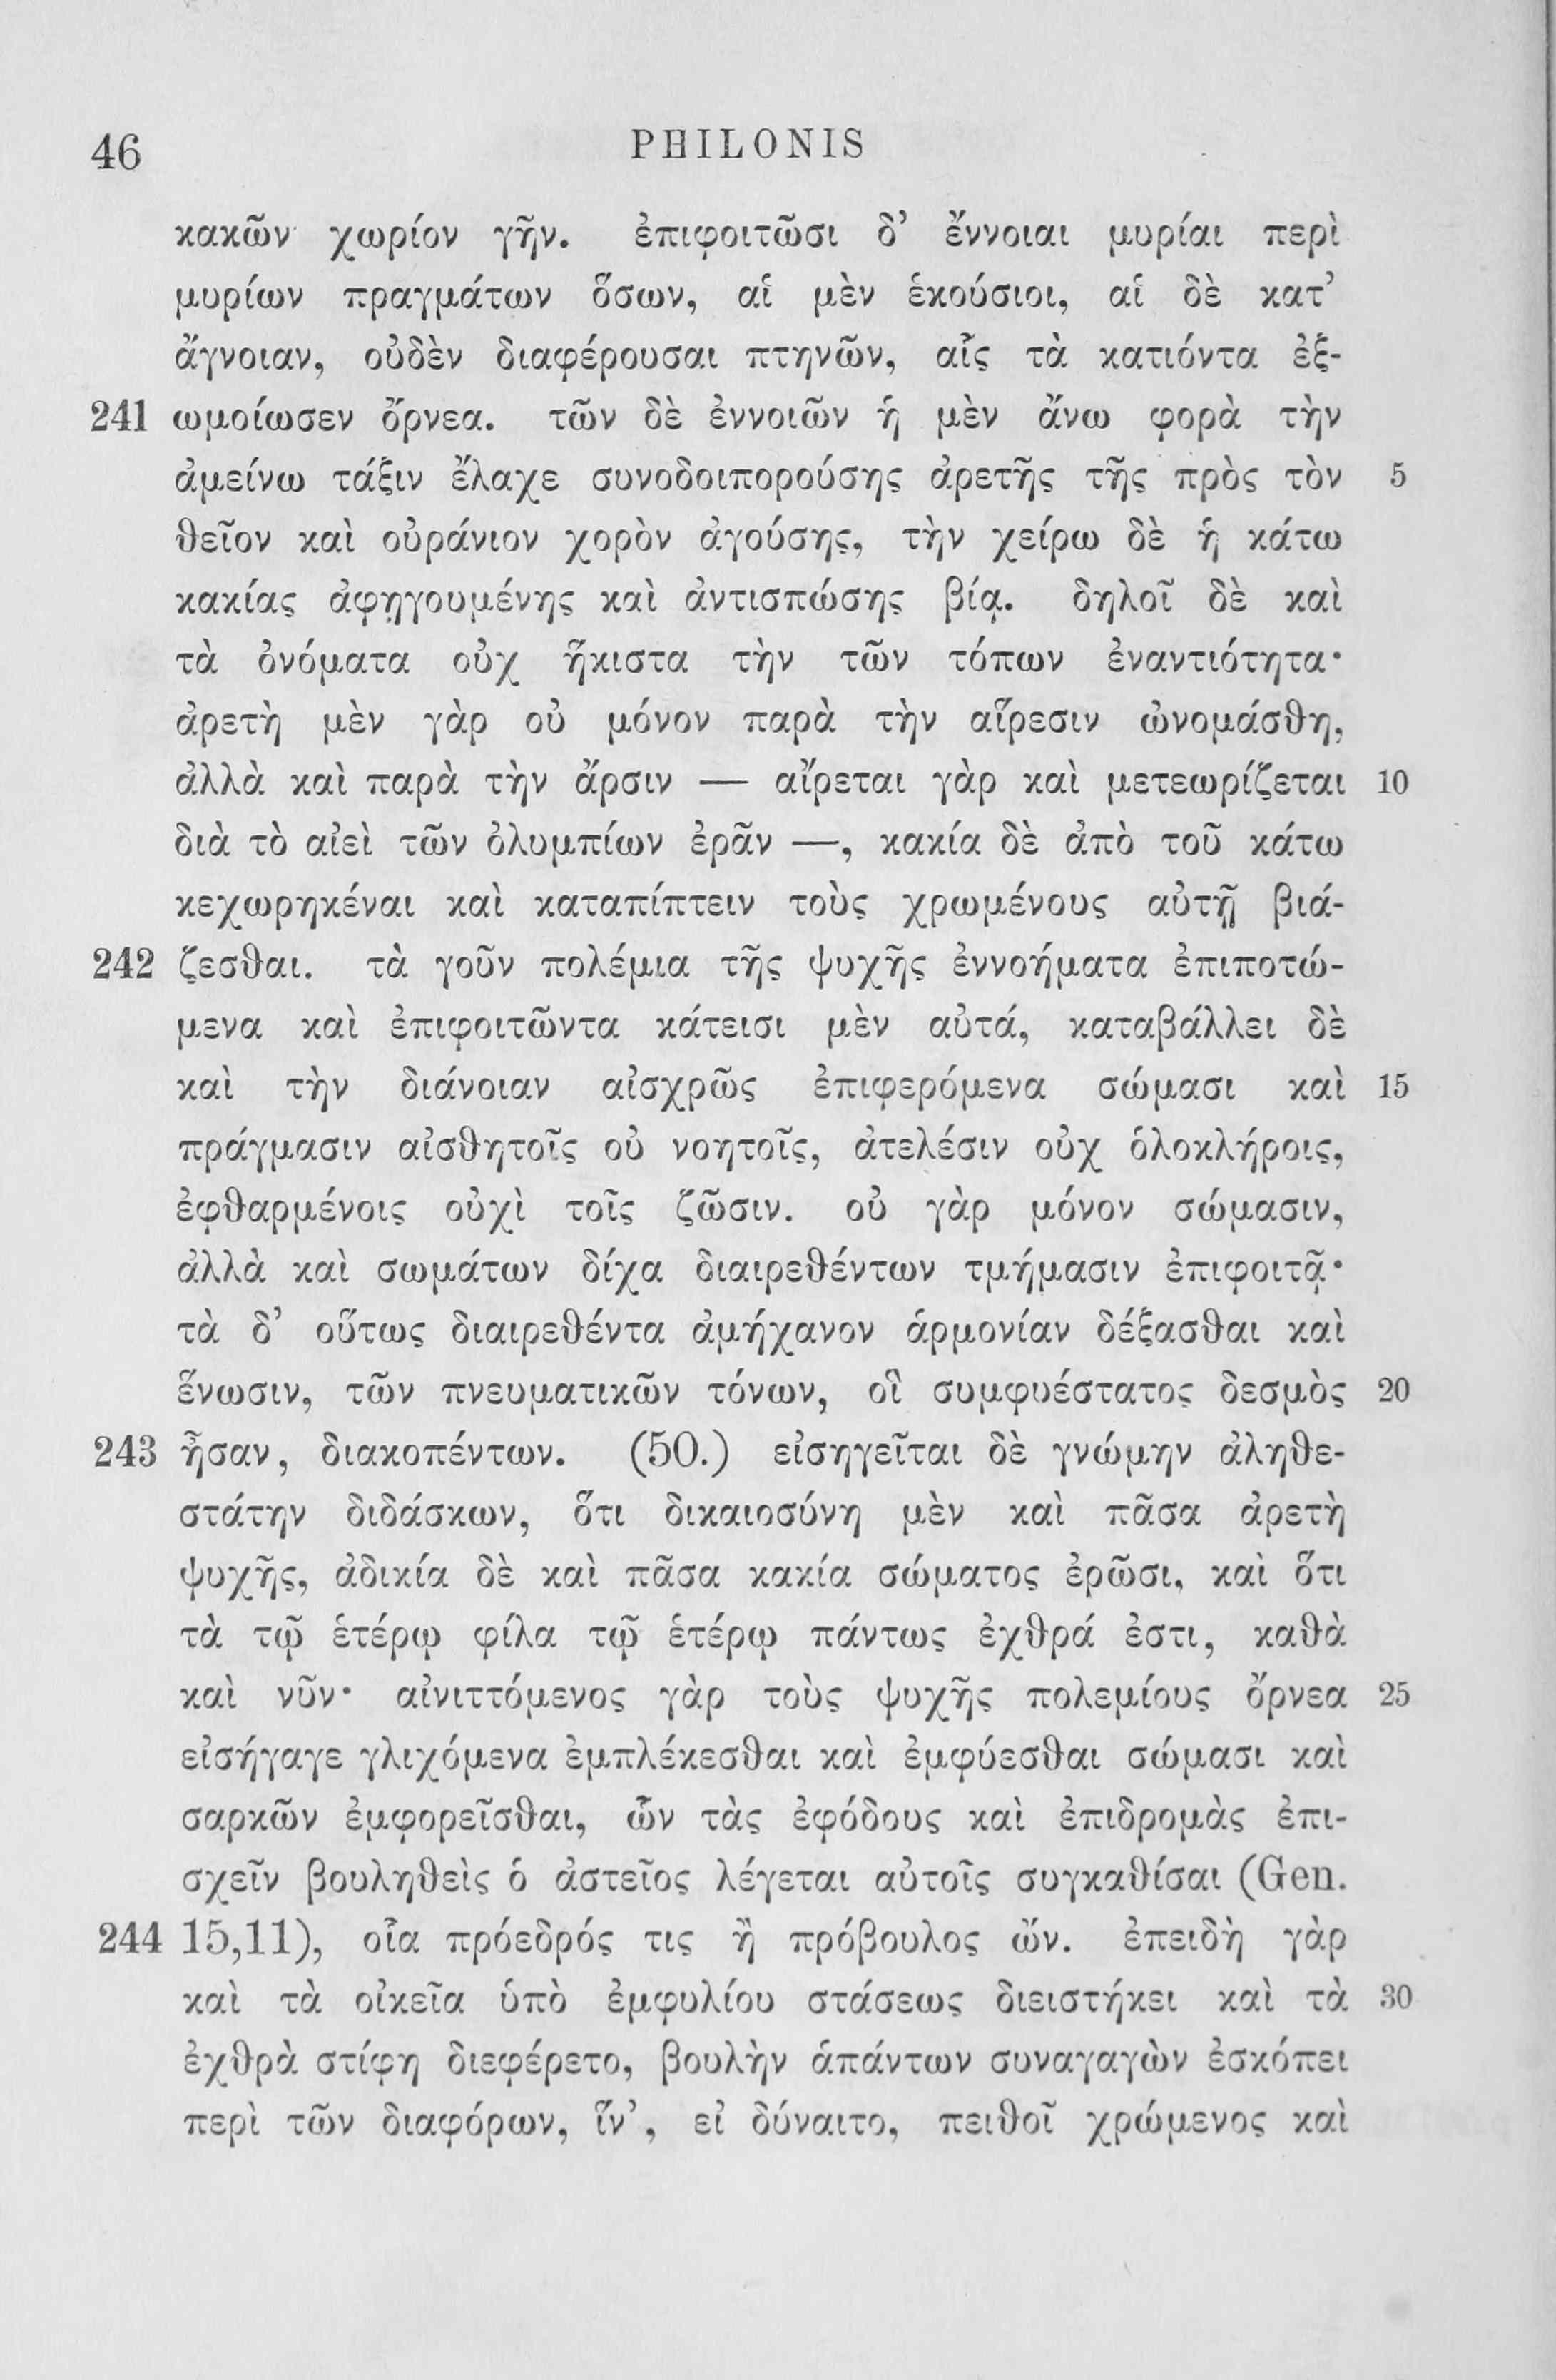 46 PHILONIS
κακῶν χωρίον γῆν. ἐπιφοιτῶσι δ’ ἔννοιαι μυρίαι περὶ
μυρίων πραγμάτων ὅσων, αἱ μὲν ἑκούσιοι, αἱ δὲ κατ’
ἄγνοιαν, οὐδὲν διαφέρουσαι πτηνῶν, αἷς τὰ κατιόντα ἐξ-
241 ωμοίωσεν ὄρνεα. τῶν δὲ ἐννοιῶν ἡ μὲν ἄνω φορὰ τὴν
ἀμείνω τάξιν ἔλαχε συνοδοιπορούσης ἀρετῆς τῆς πρὸς τὸν 5
θεῖον καὶ οὐράνιον χορὸν ἀγούσης, τὴν χείρω δὲ ἡ κάτω
κακίας ἀφηγουμένης καὶ ἀντισπώσης βίᾳ. δηλοῖ δὲ καὶ
τὰ ὀνόματα οὐχ ἥκιστα τὴν τῶν τόπων ἐναντιότητα·
ἀρετὴ μὲν γὰρ οὐ μόνον παρὰ τὴν αἵρεσιν ὠνομάσθη,
ἀλλὰ καὶ παρὰ τὴν ἄρσιν — αἴρεται γὰρ καὶ μετεωρίζεται 10
διὰ τὸ αἰεὶ τῶν ὀλυμπίων ἐρᾶν —, κακία δὲ ἀπὸ τοῦ κάτω
κεχωρηκέναι καὶ καταπίπτειν τοὺς χρωμένους αὐτῇ βιά-
242 ζεσθαι. τὰ γοῦν πολέμια τῆς ψυχῆς ἐννοήματα ἐπιποτώ-
μενα καὶ ἐπιφοιτῶντα κάτεισι μὲν αὐτά, καταβάλλει δὲ
καὶ τὴν διάνοιαν αἰσχρῶς ἐπιφερόμενα σώμασι καὶ 15
πράγμασιν αἰσθητοῖς οὐ νοητοῖς, ἀτελέσιν οὐχ ὁλοκλήροις,
ἐφθαρμένοις οὐχὶ τοῖς ζῶσιν. οὐ γὰρ μόνον σώμασιν,
ἀλλὰ καὶ σωμάτων δίχα διαιρεθέντων τμήμασιν ἐπιφοιτᾷ·
τὰ δ’ οὕτως διαιρεθέντα ἀμήχανον ἁρμονίαν δέξασθαι καὶ
ἕνωσιν, τῶν πνευματικῶν τόνων, οἳ συμφυέστατος δεσμὸς 20
243 ἦσαν, διακοπέντων. (50.) εἰσηγεῖται δὲ γνώμην ἀληθε-
στάτην διδάσκων, ὅτι δικαιοσύνη μὲν καὶ πᾶσα ἀρετὴ
ψυχῆς, ἀδικία δὲ καὶ πᾶσα κακία σώματος ἐρῶσι, καὶ ὅτι
τὰ τῷ ἑτέρῳ φίλα τῷ ἑτέρῳ πάντως ἐχθρά ἐστι, καθὰ
καὶ νῦν· αἰνιττόμενος γὰρ τοὺς ψυχῆς πολεμίους ὄρνεα 25
εἰσήγαγε γλιχόμενα ἐμπλέκεσθαι καὶ ἐμφύεσθαι σώμασι καὶ
σαρκῶν ἐμφορεῖσθαι, ὧν τὰς ἐφόδους καὶ ἐπιδρομὰς ἐπι-
σχεῖν βουληθεὶς ὁ ἀστεῖος λέγεται αὐτοῖς συγκαθίσαι (Gen.
244 15,11), οἷα πρόεδρός τις ἢ πρόβουλος ὤν. ἐπειδὴ γὰρ
καὶ τὰ οἰκεῖα ὑπὸ ἐμφυλίου στάσεως διειστήκει καὶ τὰ 30
ἐχθρὰ στίφη διεφέρετο, βουλὴν ἁπάντων συναγαγὼν ἐσκόπει
περὶ τῶν διαφόρων, ἵν’, εἰ δύναιτο, πειθοῖ χρώμενος καὶ